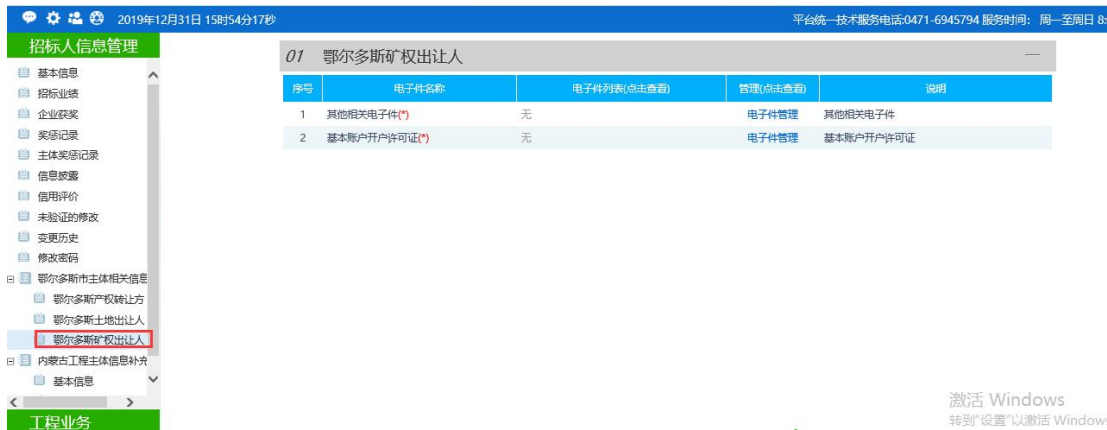 2019年12月31日 15时54分17秒
平台统一技术服务电话:0471-6945794 服务时间: 周一至周日 8:
招标人信息管理
基本信息
招标业绩
企业获奖
奖惩记录
主体奖惩记录
信息披露
信用评价
未验证的修改
变更历史
修改密码
鄂尔多斯市主体相关信息
鄂尔多斯产权转让方
鄂尔多斯土地出让人
鄂尔多斯矿权出让人
内蒙古工程主体信息补充
基本信息
工程业务
01 鄂尔多斯矿权出让人
序号 电子件名称 电子件列表(点击查看) 管理(点击查看) 说明
1 其他相关电子件(*) 无 电子件管理 其他相关电子件
2 基本账户开户许可证(*) 无 电子件管理 基本账户开户许可证
激活 Windows
转到"设置"以激活 Window